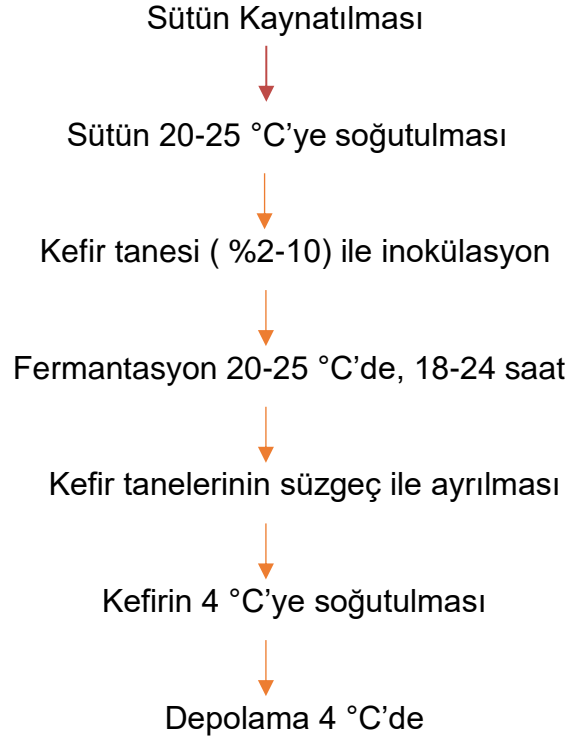 Sütün Kaynatılması
Sütün 20-25 °C’ye soğutulması
Kefir tanesi ( %2-10) ile inokülasyon
Fermantasyon 20-25 °C’de, 18-24 saat
Kefir tanelerinin süzgeç ile ayrılması
Kefirin 4 °C’ye soğutulması
Depolama 4 °C’de